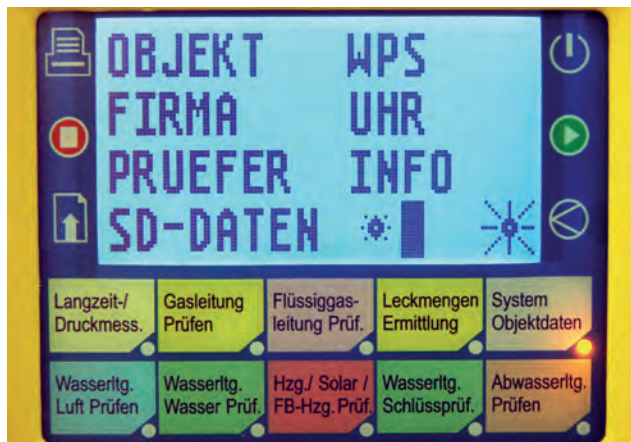 OBJEKT WPS
FIRMA UHR
PRUEFER INFO
SD-DATEN
Langzeit-/
Druckmess.
Gasleitung
Prüfen
Flüssiggas-
leitung Prüf.
Leckmengen
Ermittlung
System
Objektdaten
Wasserltg.
Luft Prüfen
Wasserltg.
Wasser Prüf.
Hzg./ Solar /
FB-Hzg. Prüf.
Wasserltg.
Schlüssprüf.
Abwasserltg.
Prüfen